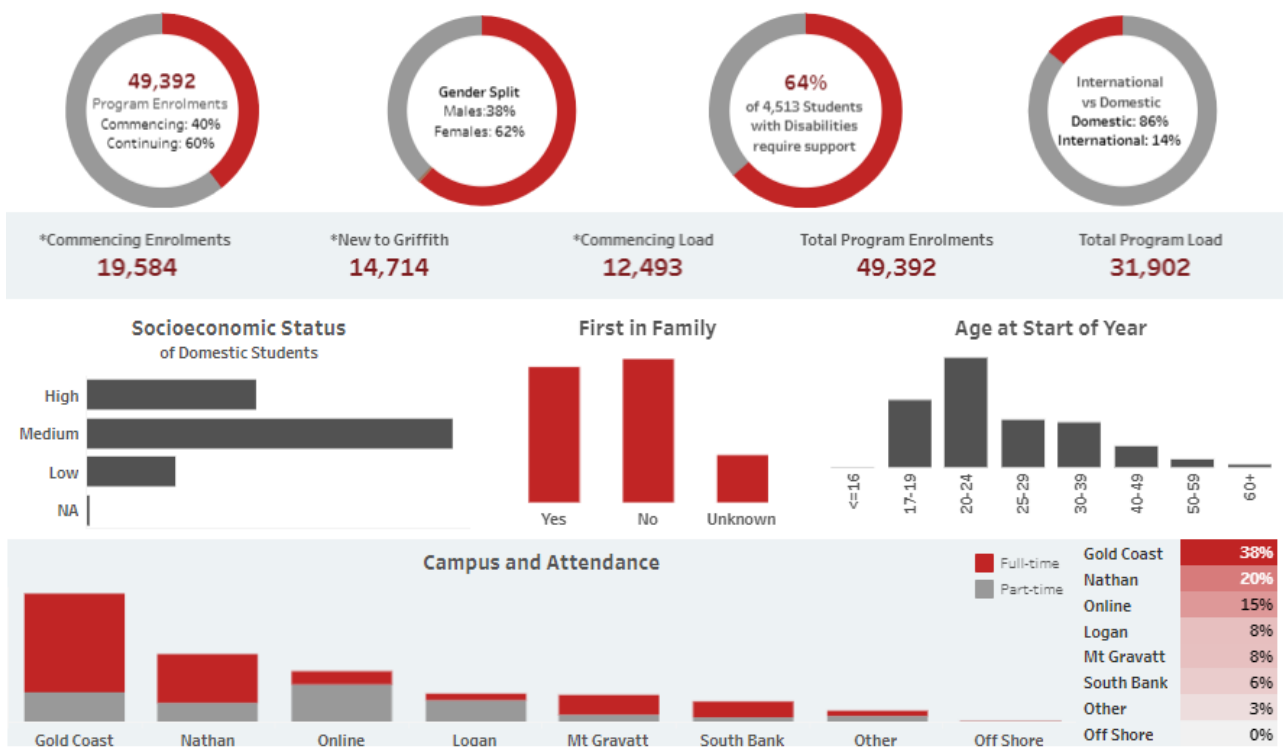 49,392
Program Enrolments
Commencing: 40%
Continuing: 60%
Gender Split
Males:38%
Females: 62%
64%
of 4,513 Students
with Disabilities
require support
International
vs Domestic
Domestic: 86%
International: 14%
*Commencing Enrolments
19,584
*New to Griffith
14,714
*Commencing Load
12,493
Total Program Enrolments
49,392
Total Program Load
31,902
Socioeconomic Status
of Domestic Students
High
Medium
Low
NA
First in Family
Yes
No
Unknown
Age at Start of Year
<=16
17-19
20-24
25-29
30-39
40-49
50-59
60+
Campus and Attendance
Full-time
Part-time
Gold Coast
Nathan
Online
Logan
Mt Gravatt
South Bank
Other
Off Shore
Gold Coast 38%
Nathan 20%
Online 15%
Logan 8%
Mt Gravatt 8%
South Bank 6%
Other 3%
Off Shore 0%